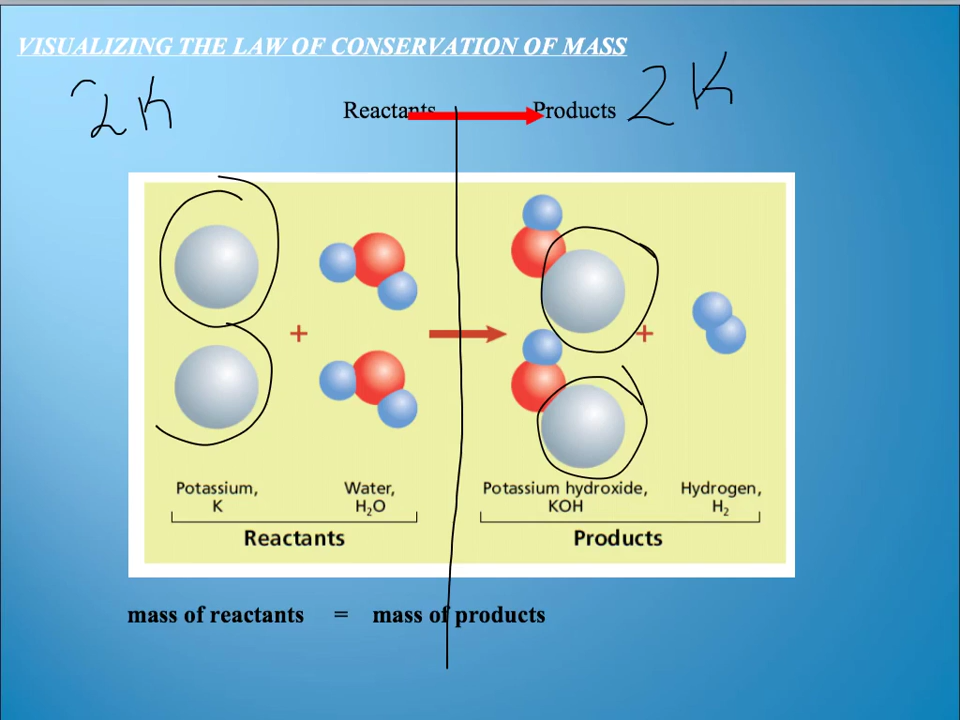 VISUALIZING THE LAW OF CONSERVATION OF MASS
2K
Reactants
Products
2K
+
+
Potassium,
K
Water,
H₂O
Potassium hydroxide,
KOH
Hydrogen,
H₂
Reactants
Products
mass of reactants = mass of products